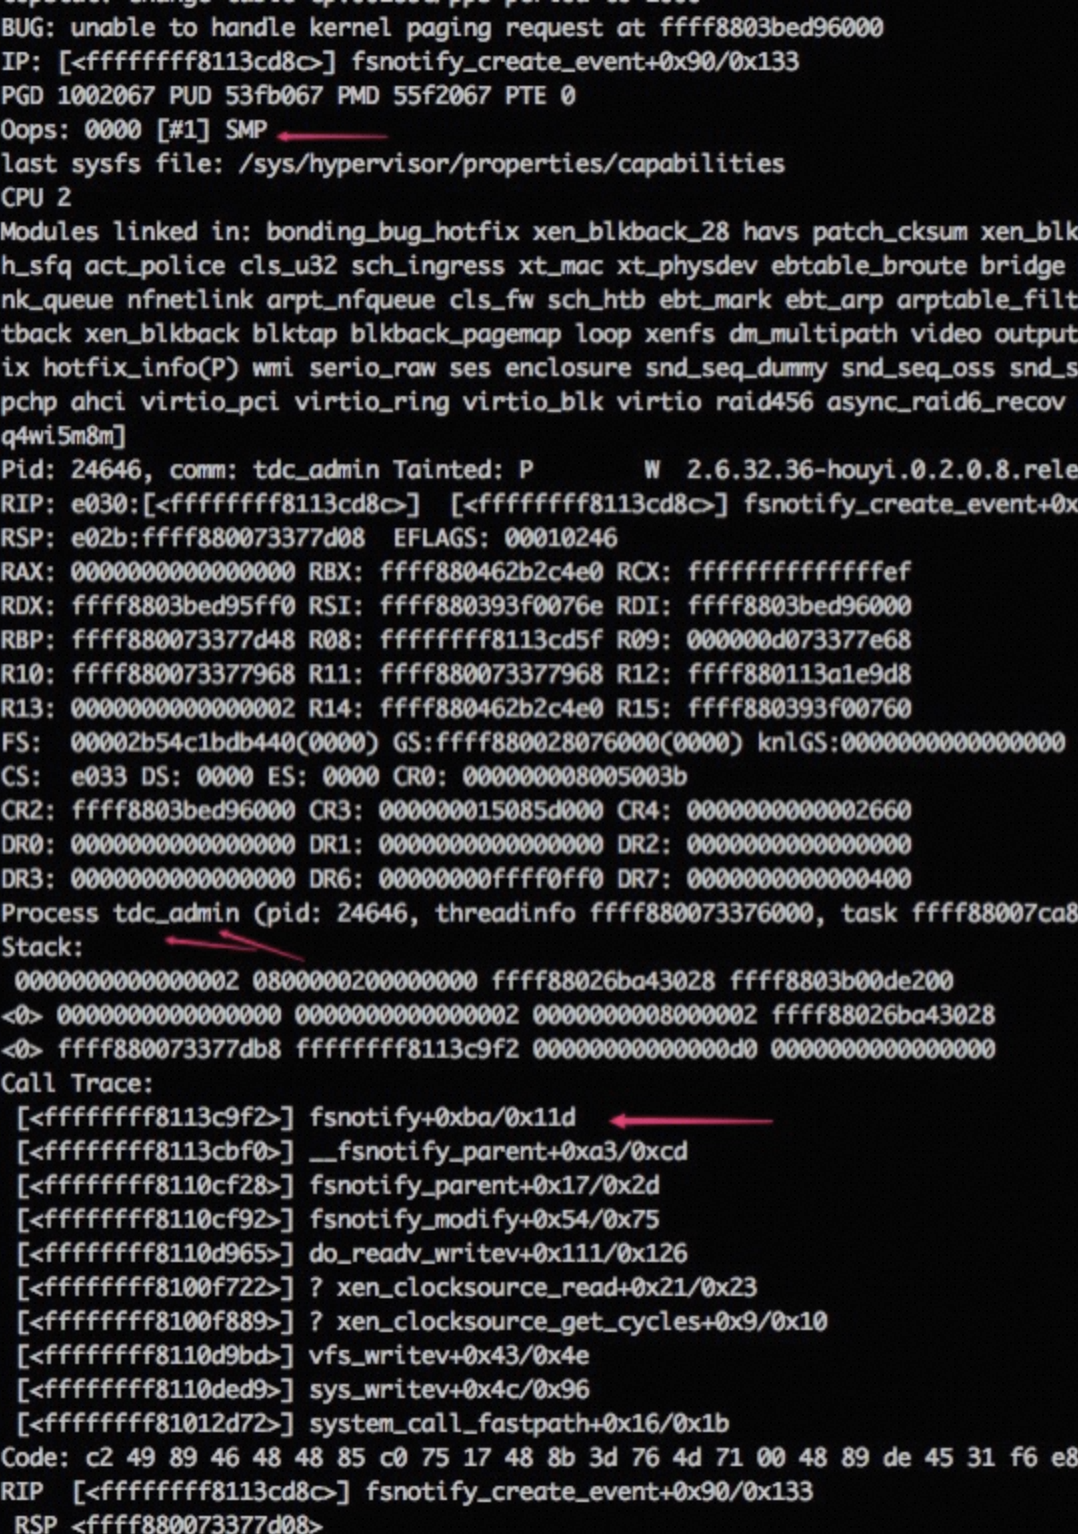 BUG: unable to handle kernel paging request at ffff8803bed96000
IP: [<ffffffff8113cd8c>] fsnotify_create_event+0x90/0x133
PGD 1002067 PUD 53fb067 PMD 55f2067 PTE 0
Oops: 0000 [#1] SMP
last sysfs file: /sys/hypervisor/properties/capabilities
CPU 2
Modules linked in: bonding_bug_hotfix xen_blkback_28 havs patch_cksum xen_blk
h_sfq act_police cls_u32 sch_ingress xt_mac xt_physdev ebtable_broute bridge
nk_queue nfnetlink arpt_nfqueue cls_fw sch_htb ebt_mark ebt_arp arptable_filt
tback xen_blkback blktap blkback_pagemap loop xenfs dm_multipath video output
ix hotfix_info(P) wmi serio_raw ses enclosure snd_seq_dummy snd_seq_oss snd_s
pchp ahci virtio_pci virtio_ring virtio_blk virtio raid456 async_raid6_recov
q4wi5m8m]
Pid: 24646, comm: tdc_admin Tainted: P        W  2.6.32.36-houyi.0.2.0.8.rele
RIP: e030:[<ffffffff8113cd8c>]  [<ffffffff8113cd8c>] fsnotify_create_event+0x
RSP: e02b:ffff880073377d08  EFLAGS: 00010246
RAX: 0000000000000000 RBX: ffff880462b2c4e0 RCX: ffffffffffffffef
RDX: ffff8803bed95ff0 RSI: ffff880393f0076e RDI: ffff8803bed96000
RBP: ffff880073377d48 R08: ffffffff8113cd5f R09: 000000d073377e68
R10: ffff880073377968 R11: ffff880073377968 R12: ffff880113a1e9d8
R13: 0000000000000002 R14: ffff880462b2c4e0 R15: ffff880393f00760
FS:  00002b54c1bdb440(0000) GS:ffff880028076000(0000) knlGS:0000000000000000
CS:  e033 DS: 0000 ES: 0000 CR0: 000000008005003b
CR2: ffff8803bed96000 CR3: 000000015085d000 CR4: 0000000000002660
DR0: 0000000000000000 DR1: 0000000000000000 DR2: 0000000000000000
DR3: 0000000000000000 DR6: 00000000ffff0ff0 DR7: 0000000000000400
Process tdc_admin (pid: 24646, threadinfo ffff880073376000, task ffff88007ca8
Stack:
 0000000000000002 0800000200000000 ffff88026ba43028 ffff8803b00de200
<0> 0000000000000000 0000000000000002 0000000008000002 ffff88026ba43028
<0> ffff880073377db8 ffffffff8113c9f2 00000000000000d0 0000000000000000
Call Trace:
 [<ffffffff8113c9f2>] fsnotify+0xba/0x11d
 [<ffffffff8113cbf0>] __fsnotify_parent+0xa3/0xcd
 [<ffffffff8110cf28>] fsnotify_parent+0x17/0x2d
 [<ffffffff8110cf92>] fsnotify_modify+0x54/0x75
 [<ffffffff8110d965>] do_readv_writev+0x111/0x126
 [<ffffffff8100f722>] ? xen_clocksource_read+0x21/0x23
 [<ffffffff8100f889>] ? xen_clocksource_get_cycles+0x9/0x10
 [<ffffffff8110d9bd>] vfs_writev+0x43/0x4e
 [<ffffffff8110ded9>] sys_writev+0x4c/0x96
 [<ffffffff81012d72>] system_call_fastpath+0x16/0x1b
Code: c2 49 89 46 48 48 85 c0 75 17 48 8b 3d 76 4d 71 00 48 89 de 45 31 f6 e8
RIP  [<ffffffff8113cd8c>] fsnotify_create_event+0x90/0x133
 RSP <ffff880073377d08>